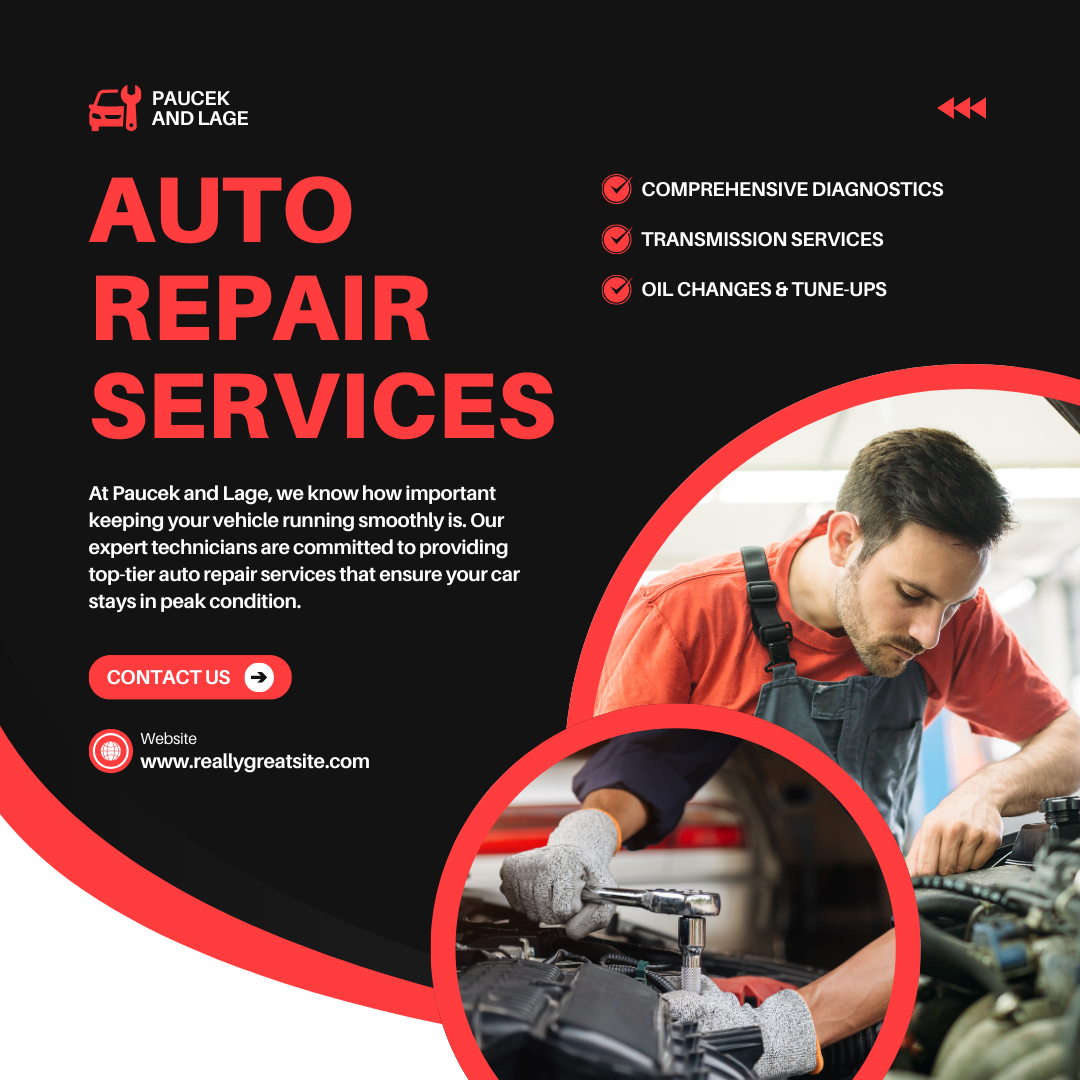 PAUCEK
AND LAGE
AUTO
REPAIR
SERVICES
COMPREHENSIVE DIAGNOSTICS
TRANSMISSION SERVICES
OIL CHANGES & TUNE-UPS
At Paucek and Lage, we know how important
keeping your vehicle running smoothly is. Our
expert technicians are committed to providing
top-tier auto repair services that ensure your car
stays in peak condition.
CONTACT US
Website
www.reallygreatsite.com